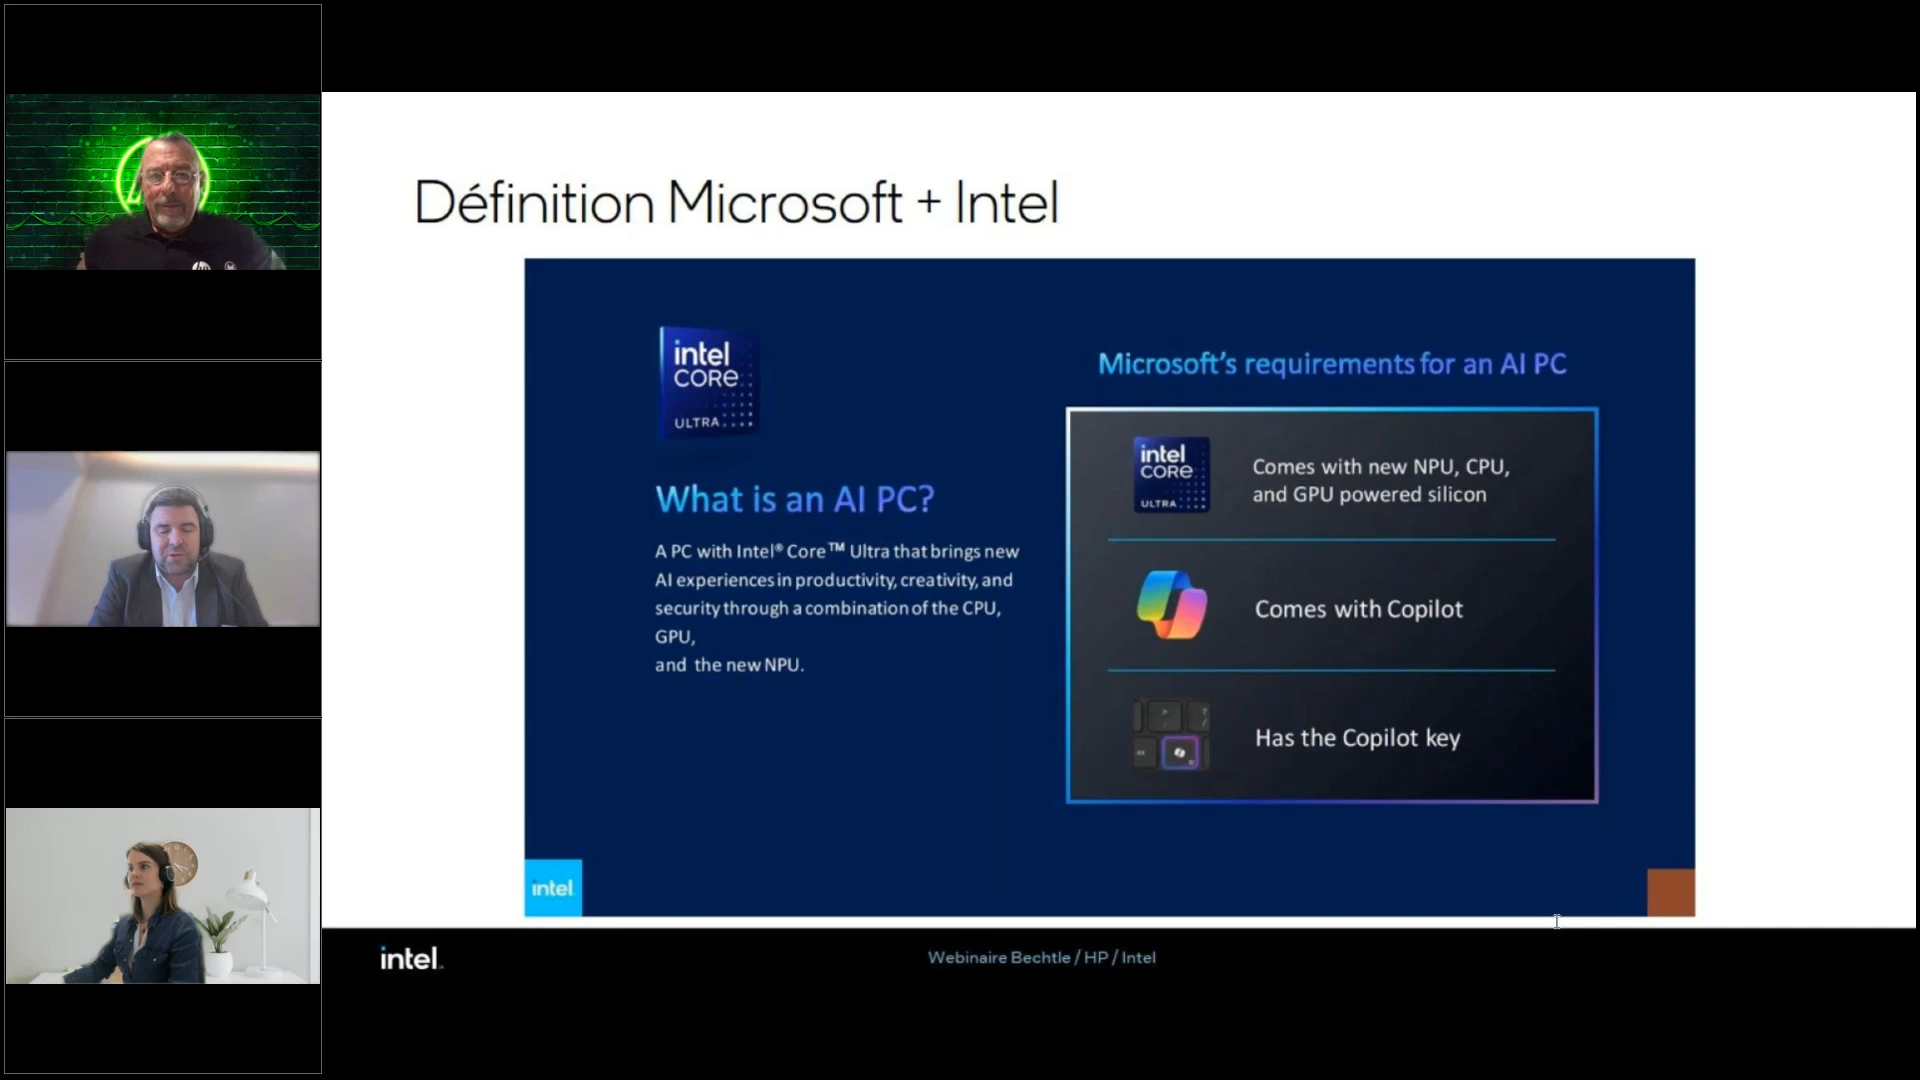 Définition Microsoft + Intel
intel
CORE
ULTRA
What is an AI PC?
A PC with Intel® Core™ Ultra that brings new
AI experiences in productivity, creativity, and
security through a combination of the CPU,
GPU,
and the new NPU.
Microsoft's requirements for an AI PC
intel
CORE
ULTRA
Comes with new NPU, CPU,
and GPU powered silicon
Comes with Copilot
Has the Copilot key
intel
intel.
Webinaire Bechtle / HP / Intel